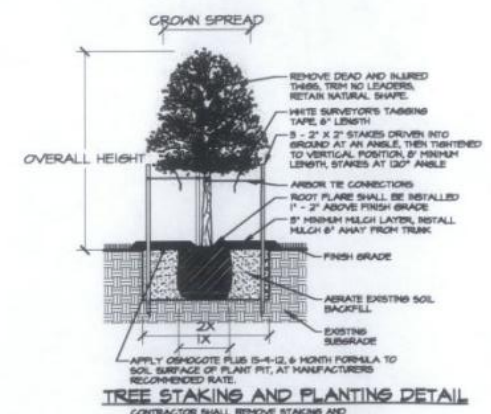 CROWN SPREAD
REMOVE DEAD AND INJURED
TWIGS, TRIM NO LEADERS,
RETAIN NATURAL SHAPE.
WHITE SURVEYOR'S TAGGING
TAPE, 6" LENGTH
3 - 2" X 2" STAKES DRIVEN INTO
GROUND AT AN ANGLE, THEN TIGHTENED
TO VERTICAL POSITION, 8' MINIMUM
LENGTH, STAKES AT 120° ANGLE
OVERALL HEIGHT
ARBOR TIE CONNECTIONS
ROOT FLARE SHALL BE INSTALLED
1" - 2" ABOVE FINISH GRADE
3" MINIMUM MULCH LAYER, INSTALL
MULCH 6" AWAY FROM TRUNK
FINISH GRADE
AERATE EXISTING SOIL
BACKFILL
EXISTING
SUBGRADE
2X
1X
APPLY OSMOCOTE PLUS 15-9-12, 6 MONTH FORMULA TO
SOIL SURFACE OF PLANT PIT, AT MANUFACTURERS
RECOMMENDED RATE.
TREE STAKING AND PLANTING DETAIL
CONTRACTOR SHALL REMOVE STAKING AND